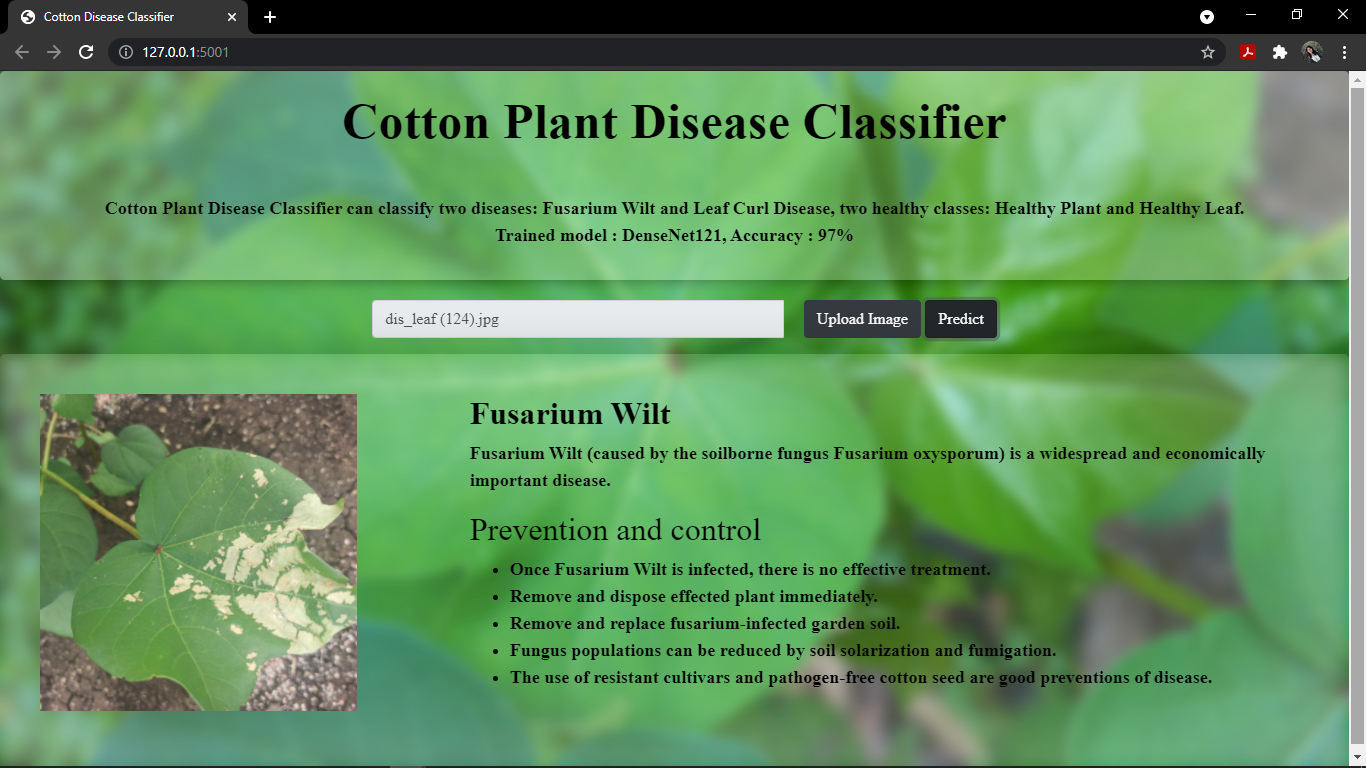 Cotton Disease Classifier
127.0.0.1:5001
Cotton Plant Disease Classifier
Cotton Plant Disease Classifier can classify two diseases: Fusarium Wilt and Leaf Curl Disease, two healthy classes: Healthy Plant and Healthy Leaf.
Trained model : DenseNet121, Accuracy : 97%
dis_leaf (124).jpg Upload Image Predict
Fusarium Wilt
Fusarium Wilt (caused by the soilborne fungus Fusarium oxysporum) is a widespread and economically
important disease.
Prevention and control
• Once Fusarium Wilt is infected, there is no effective treatment.
• Remove and dispose effected plant immediately.
• Remove and replace fusarium-infected garden soil.
• Fungus populations can be reduced by soil solarization and fumigation.
• The use of resistant cultivars and pathogen-free cotton seed are good preventions of disease.